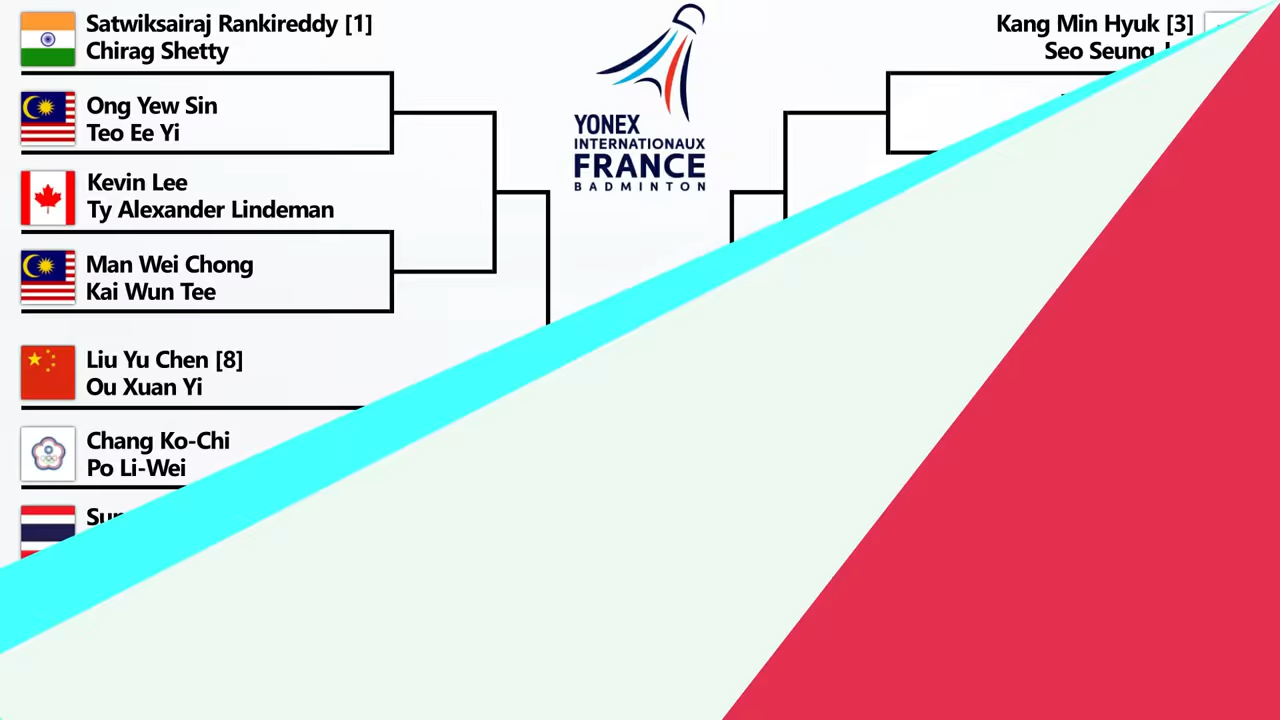 Satwiksairaj Rankireddy [1]
Chirag Shetty
Ong Yew Sin
Teo Ee Yi
Kevin Lee
Ty Alexander Lindeman
Man Wei Chong
Kai Wun Tee
Liu Yu Chen [8]
Ou Xuan Yi
Chang Ko-Chi
Po Li-Wei
YONEX
INTERNATIONAUX
FRANCE
BADMINTON
Kang Min Hyuk [3]
Seo Seung